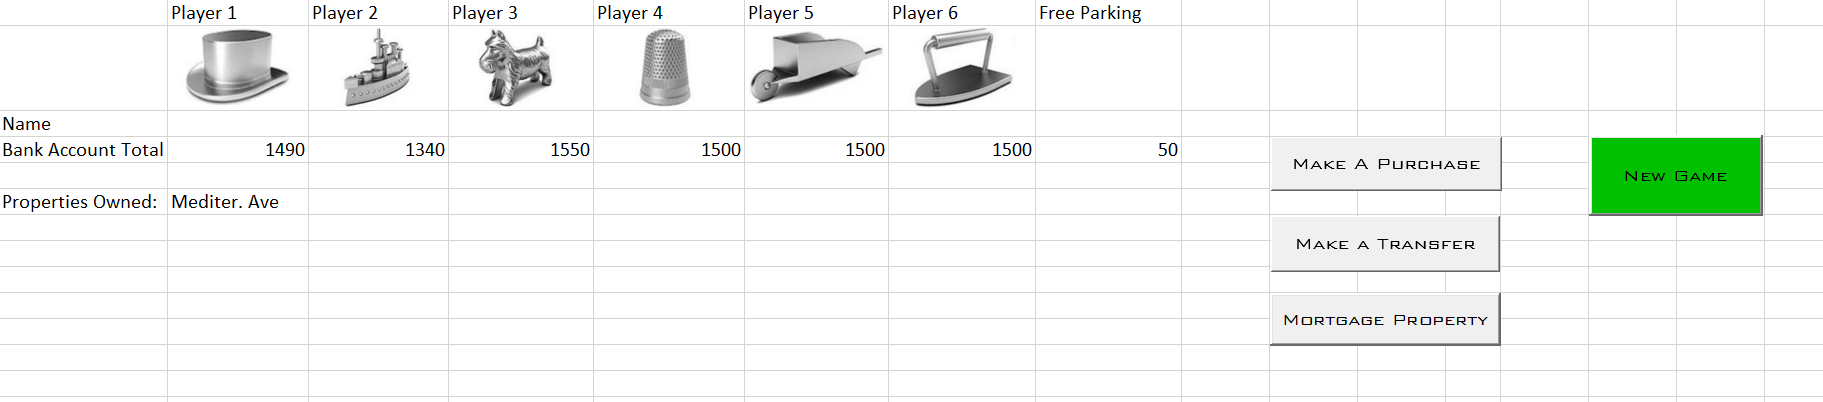 Player 1 Player 2 Player 3 Player 4 Player 5 Player 6 Free Parking
Name
Bank Account Total 1490 1340 1550 1500 1500 1500 50
Make A Purchase
New Game
Properties Owned: Mediter. Ave
Make a Transfer
Mortgage Property